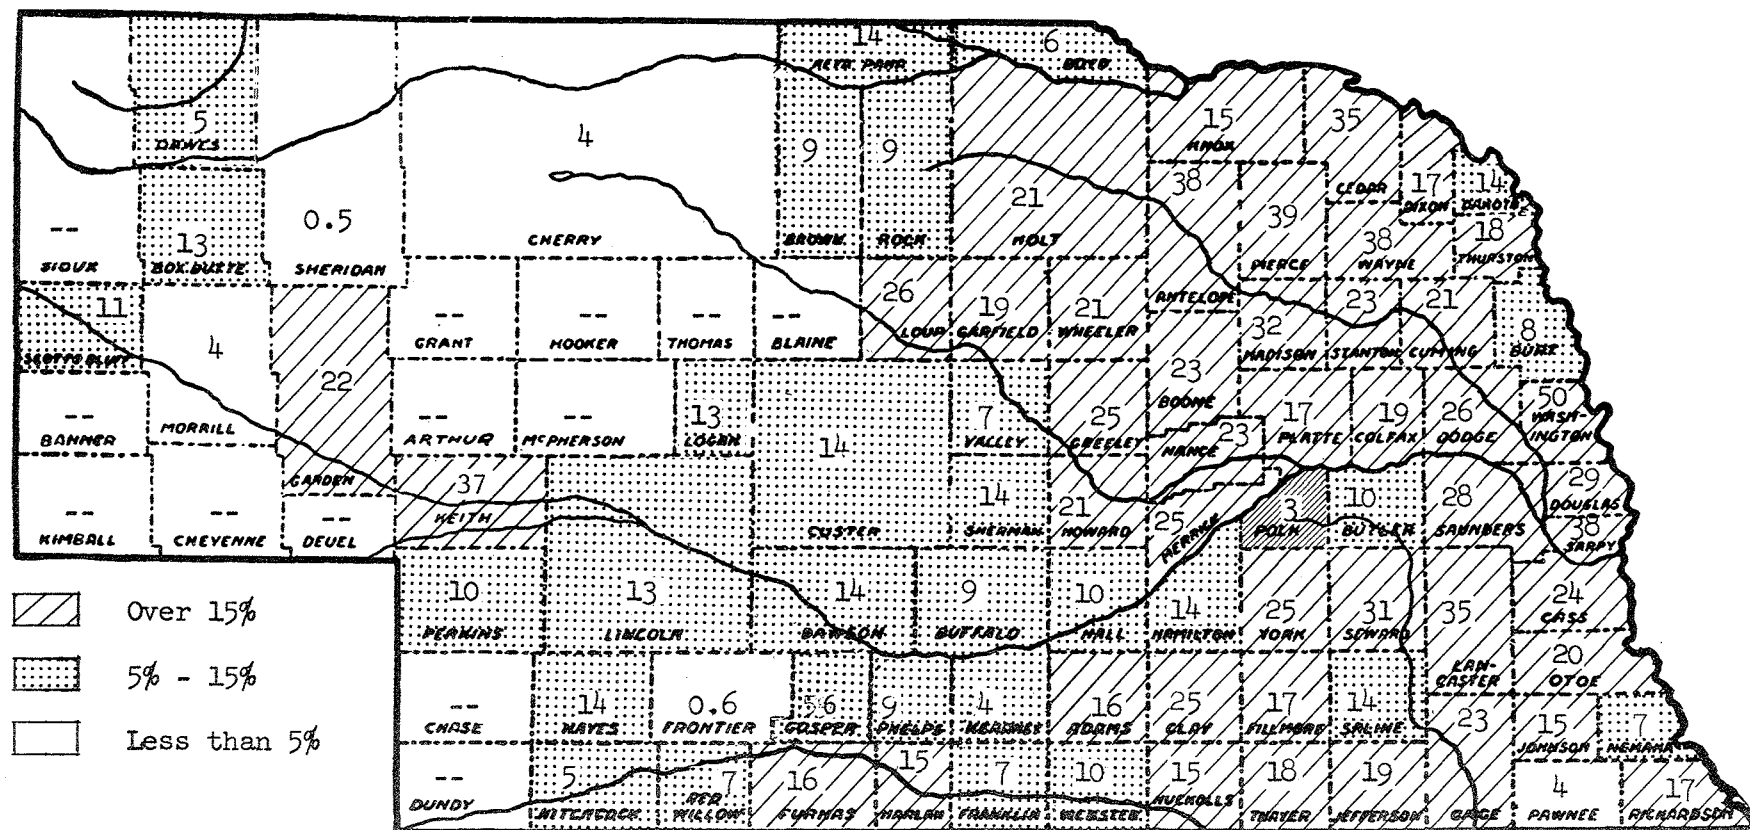 14
KEYA PAHA
6
BOYD
5
DAWES
4
CHERRY
9
BROWN
9
ROCK
21
HOLT
15
KNOX
35
CEDAR
17
DIXON
14
DAKOTA
18
THURSTON
38
ANTELOPE
39
PIERCE
38
WAYNE
--
SIOUX
13
BOX BUTTE
0.5
SHERIDAN
11
SCOTTS BLUFF
4
MORRILL
22
GARDEN
--
GRANT
--
HOOKER
--
THOMAS
--
BLAINE
26
LOUP
19
GARFIELD
21
WHEELER
32
MADISON
23
STANTON
21
CUMING
8
BURT
--
BANNER
--
ARTHUR
--
McPHERSON
13
LOGAN
14
CUSTER
7
VALLEY
25
GREELEY
23
BOONE
23
NANCE
17
PLATTE
19
COLFAX
26
DODGE
50
WASH-
INGTON
--
KIMBALL
--
CHEYENNE
--
DEUEL
37
KEITH
14
SHERMAN
21
HOWARD
25
MERRICK
3
POLK
10
BUTLER
28
SAUNDERS
29
DOUGLAS
38
SARPY
10
PERKINS
13
LINCOLN
14
DAWSON
9
BUFFALO
10
HALL
14
HAMILTON
25
YORK
31
SEWARD
35
LAN-
CASTER
24
CASS
20
OTOE
--
CHASE
14
HAYES
0.6
FRONTIER
56
GOSPER
9
PHELPS
4
KEARNEY
16
ADAMS
25
CLAY
17
FILLMORE
14
SALINE
23
GAGE
15
JOHNSON
7
NEMAHA
--
DUNDY
5
HITCHCOCK
7
RED
WILLOW
16
FURNAS
15
HARLAN
7
FRANKLIN
10
WEBSTER
15
NUCKOLLS
18
THAYER
19
JEFFERSON
4
PAWNEE
17
RICHARDSON
Over 15%
5% - 15%
Less than 5%